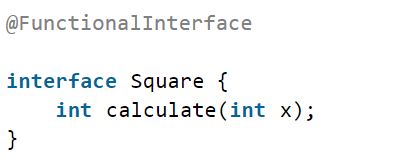 @FunctionalInterface
interface Square {
    int calculate(int x);
}